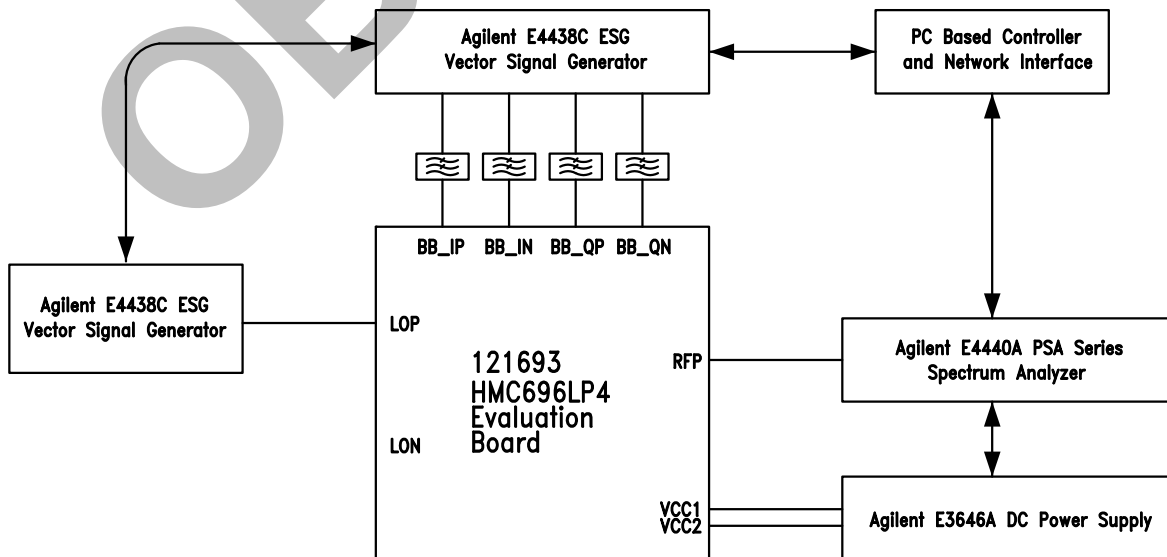 Agilent E4438C ESG
Vector Signal Generator
PC Based Controller
and Network Interface
BB_IP BB_IN BB_QP BB_QN
Agilent E4438C ESG
Vector Signal Generator
LOP
121693
HMC696LP4
Evaluation
Board
LON
RFP
Agilent E4440A PSA Series
Spectrum Analyzer
VCC1
VCC2
Agilent E3646A DC Power Supply